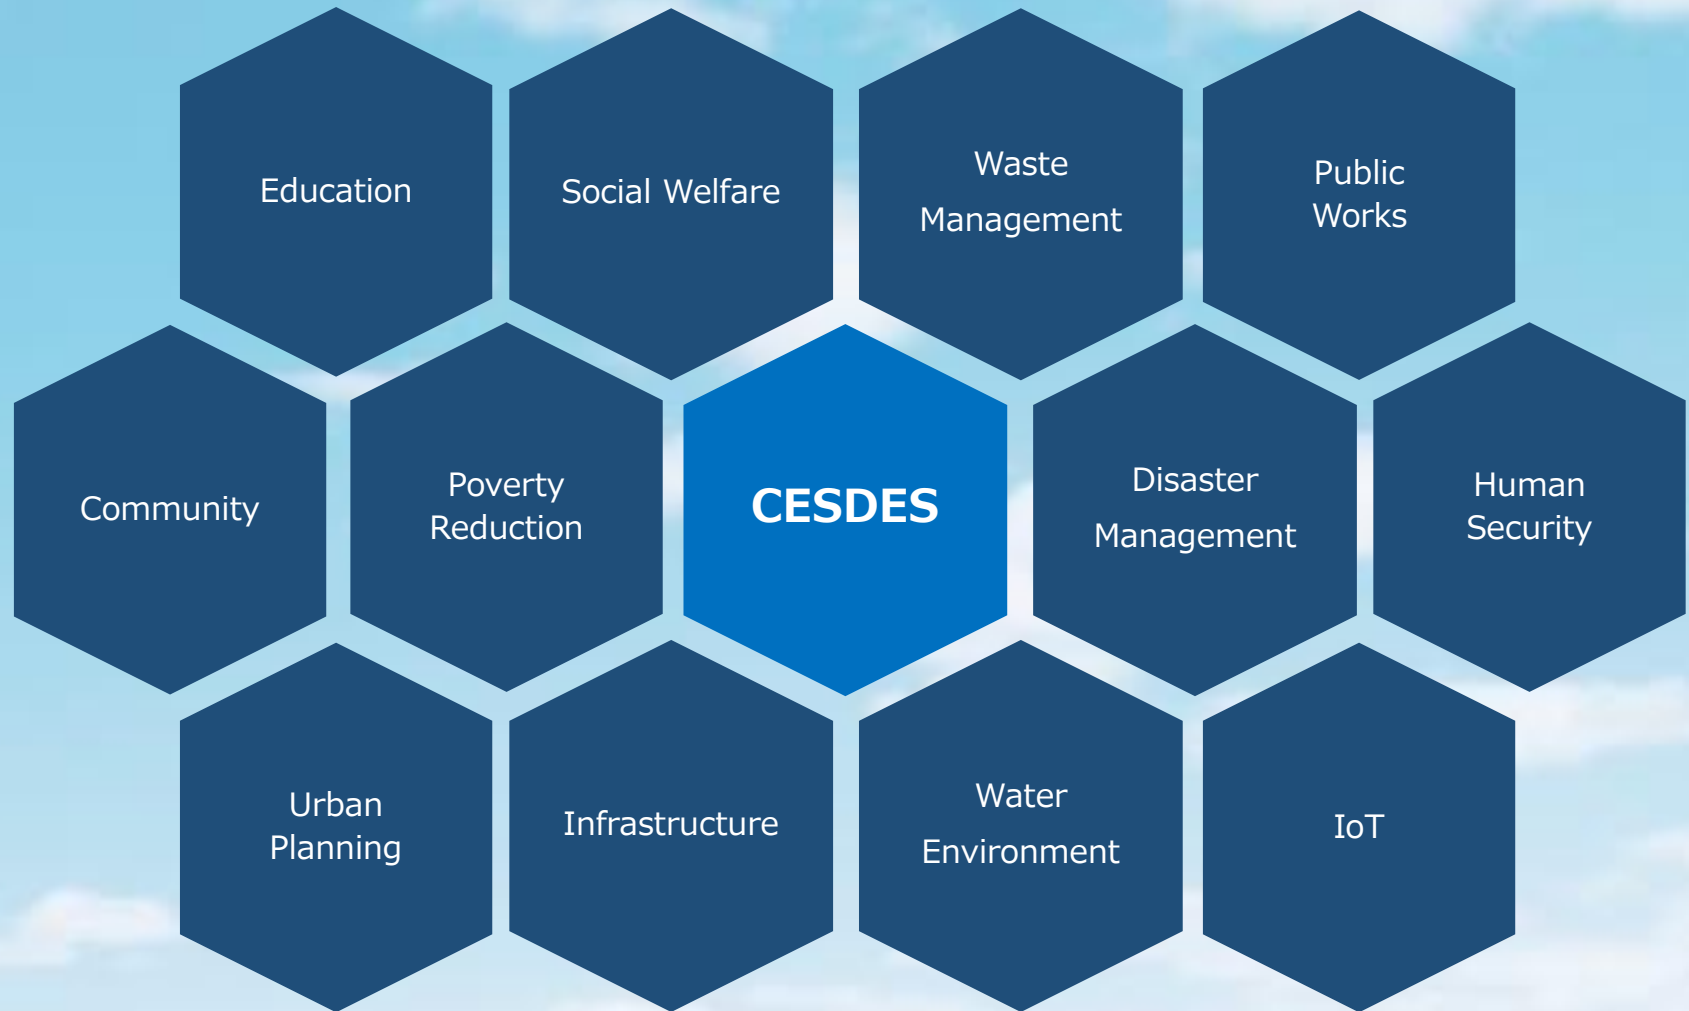 Education
Social Welfare
Waste
Management
Public
Works
Community
Poverty
Reduction
CESDES
Disaster
Management
Human
Security
Urban
Planning
Infrastructure
Water
Environment
IoT